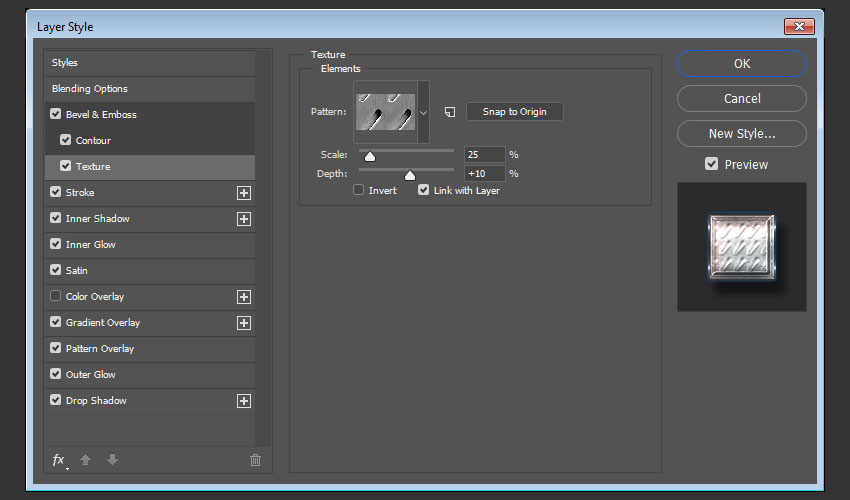 Layer Style
Styles
Blending Options
Bevel & Emboss
Contour
Texture
Stroke
Inner Shadow
Inner Glow
Satin
Color Overlay
Gradient Overlay
Pattern Overlay
Outer Glow
Drop Shadow
fx
Texture
Elements
Pattern:
Snap to Origin
Scale: 25 %
Depth: +10 %
Invert Link with Layer
OK
Cancel
New Style...
Preview